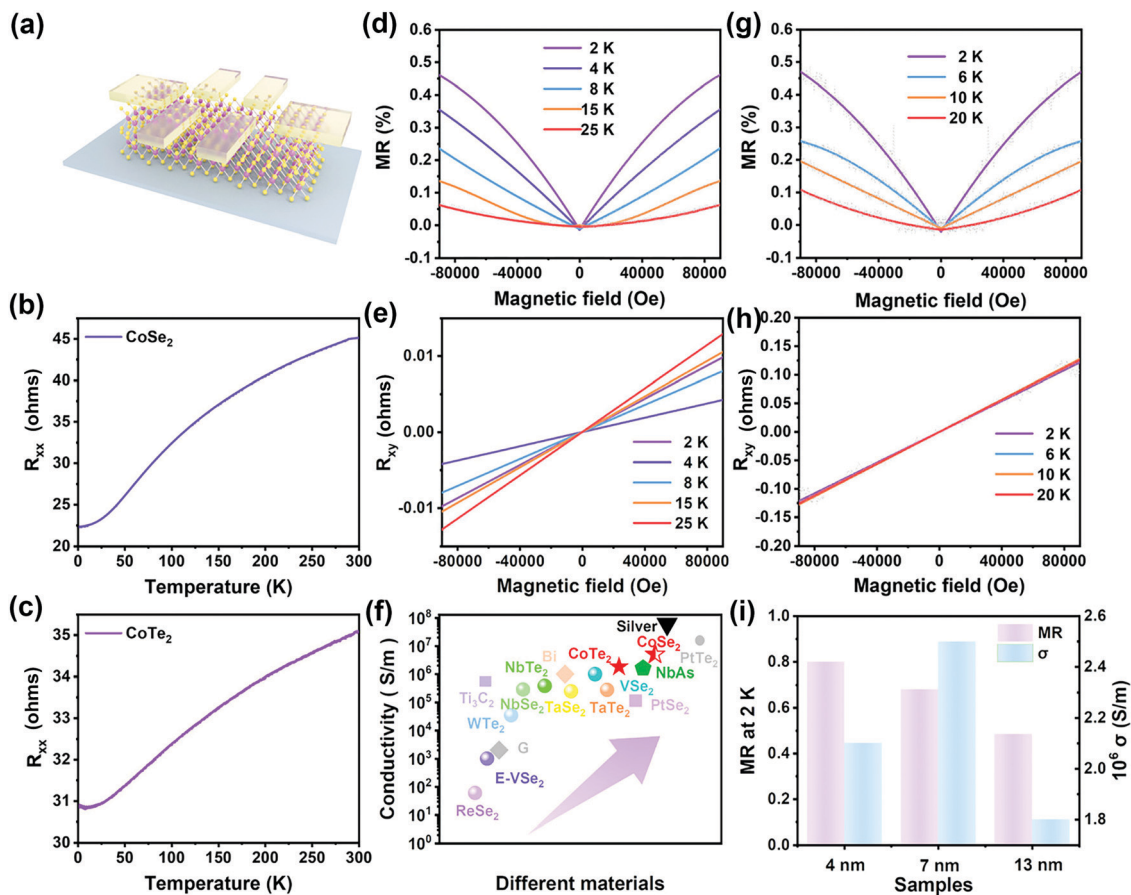 (a)
(b)
CoSe2
45
40
35
30
25
20
Rxx (ohms)
0 50 100 150 200 250 300
Temperature (K)
(c)
CoTe2
35
34
33
32
31
30
Rxx (ohms)
0 50 100 150 200 250 300
Temperature (K)
(d)
0.6
0.5
0.4
0.3
0.2
0.1
0.0
-0.1
MR (%)
2 K
4 K
8 K
15 K
25 K
-80000 -40000 0 40000 80000
Magnetic field (Oe)
(e)
0.01
0.00
-0.01
Rxy (ohms)
2 K
4 K
8 K
15 K
25 K
-80000 -40000 0 40000 80000
Magnetic field (Oe)
(f)
10^8
10^7
10^6
10^5
10^4
10^3
10^2
10^1
10^0
Conductivity ( S/m)
Silver
CoSe2
PtTe2
CoTe2
NbAs
Bi
NbTe2
VSe2
Ti3C2
NbSe2
TaSe2
TaTe2
PtSe2
WTe2
G
E-VSe2
ReSe2
Different materials
(g)
0.6
0.5
0.4
0.3
0.2
0.1
0.0
-0.1
MR (%)
2 K
6 K
10 K
20 K
-80000 -40000 0 40000 80000
Magnetic field (Oe)
(h)
0.20
0.15
0.10
0.05
0.00
-0.05
-0.10
-0.15
-0.20
Rxy (ohms)
2 K
6 K
10 K
20 K
-80000 -40000 0 40000 80000
Magnetic field (Oe)
(i)
1.0
0.8
0.6
0.4
0.2
0.0
MR at 2 K
MR
σ
2.6
2.4
2.2
2.0
1.8
10^6 σ (S/m)
4 nm 7 nm 13 nm
Samples